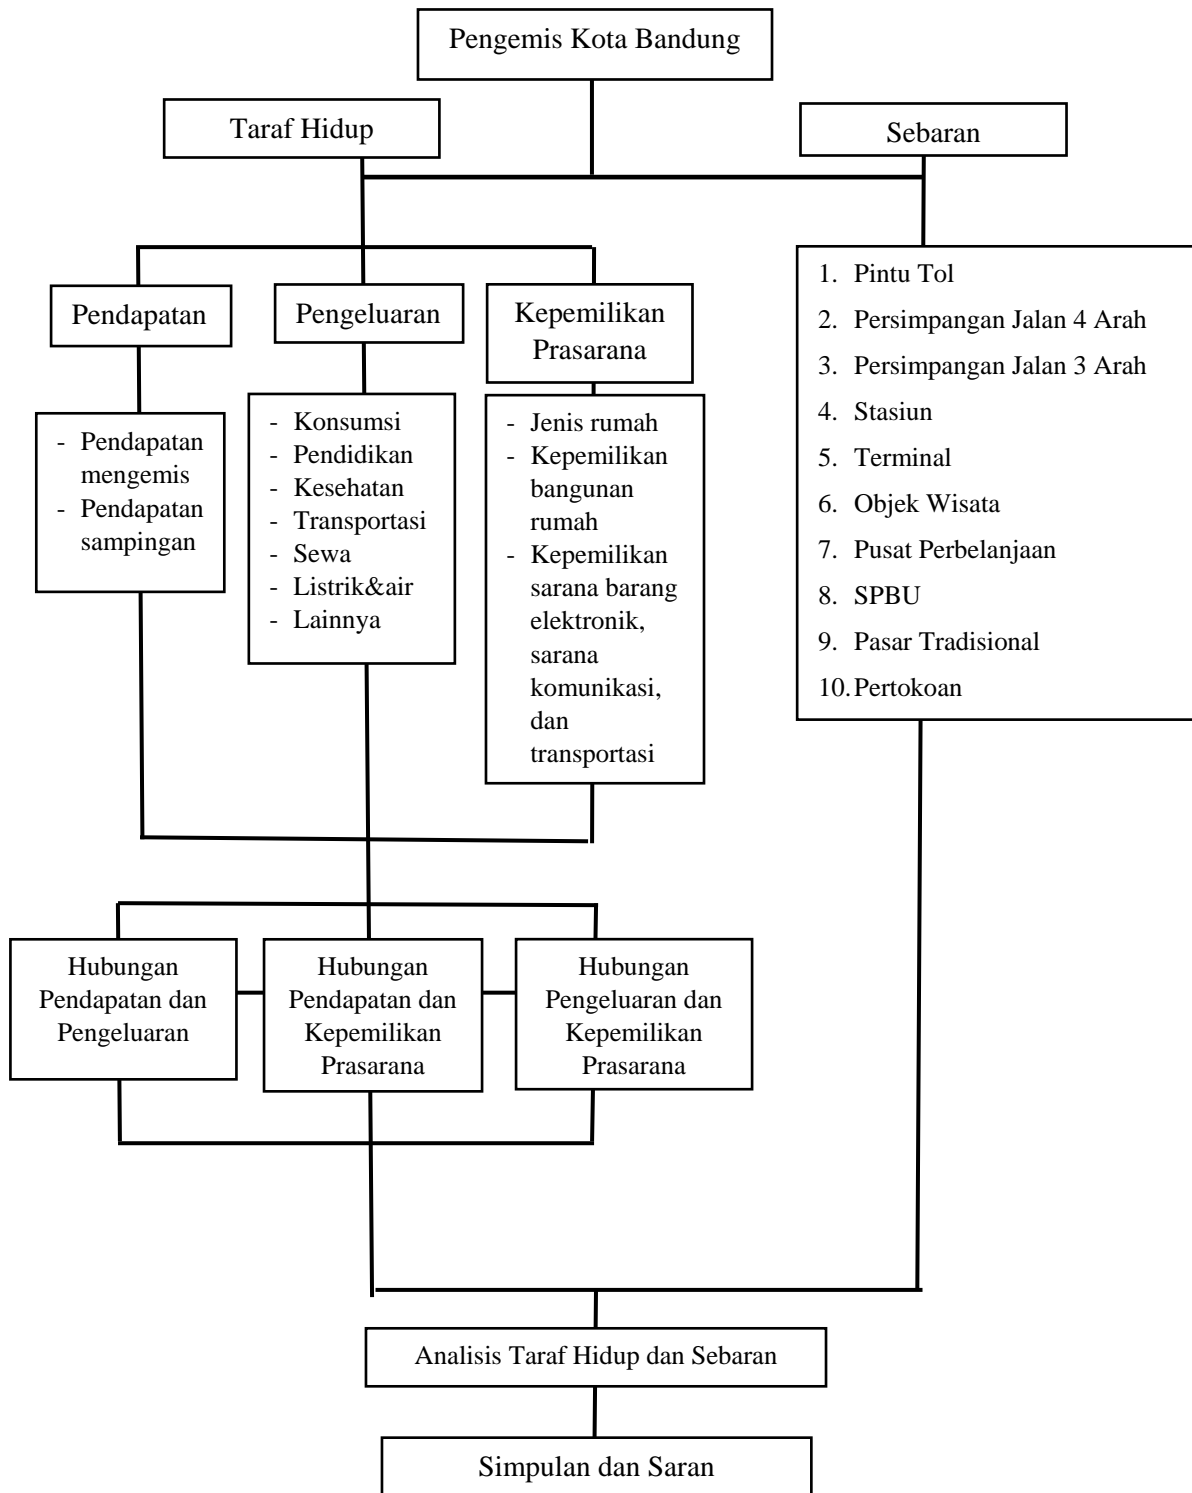 Pengemis Kota Bandung
Taraf Hidup
Sebaran
Pendapatan
Pengeluaran
Kepemilikan
Prasarana
- Pendapatan
mengemis
- Pendapatan
sampingan
- Konsumsi
- Pendidikan
- Kesehatan
- Transportasi
- Sewa
- Listrik&air
- Lainnya
- Jenis rumah
- Kepemilikan
bangunan
rumah
- Kepemilikan
sarana barang
elektronik,
sarana
komunikasi,
dan
transportasi
1. Pintu Tol
2. Persimpangan Jalan 4 Arah
3. Persimpangan Jalan 3 Arah
4. Stasiun
5. Terminal
6. Objek Wisata
7. Pusat Perbelanjaan
8. SPBU
9. Pasar Tradisional
10. Pertokoan
Hubungan
Pendapatan dan
Pengeluaran
Hubungan
Pendapatan dan
Kepemilikan
Prasarana
Hubungan
Pengeluaran dan
Kepemilikan
Prasarana
Analisis Taraf Hidup dan Sebaran
Simpulan dan Saran